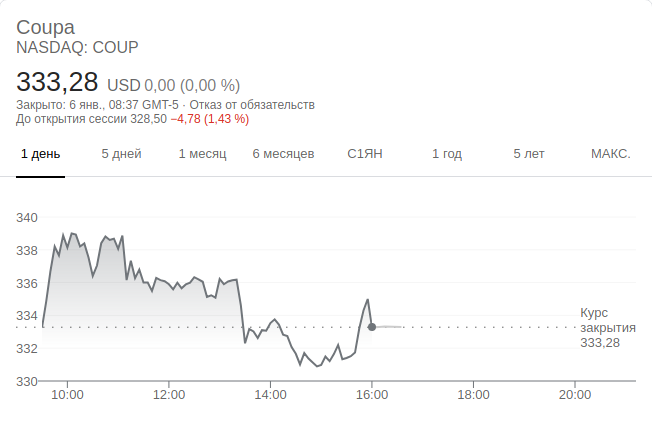 Coupa
NASDAQ: COUP
333,28 USD 0,00 (0,00 %)
Закрыто: 6 янв., 08:37 GMT-5 · Отказ от обязательств
До открытия сессии 328,50 −4,78 (1,43 %)
1 день 5 дней 1 месяц 6 месяцев С1ЯН 1 год 5 лет МАКС.
340
338
336
334
332
330
Курс
закрытия
333,28
10:00 12:00 14:00 16:00 18:00 20:00